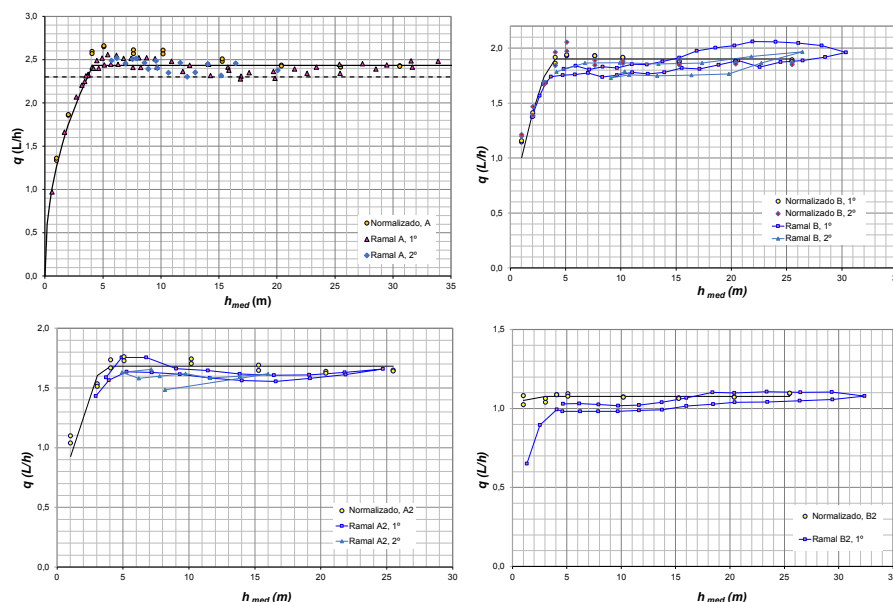 3,0
2,5
2,0
1,5
1,0
0,5
0,0
q (L/h)
0 5 10 15 20 25 30 35
h_med (m)
Normalizado, A
Ramal A, 1º
Ramal A, 2º
2,0
1,5
1,0
0,5
0,0
q (L/h)
0 5 10 15 20 25 30 35
h_med (m)
Normalizado B, 1º
Normalizado B, 2º
Ramal B, 1º
Ramal B, 2º
2,0
1,5
1,0
0,5
0,0
q (L/h)
0 5 10 15 20 25 30
h_med (m)
Normalizado, A2
Ramal A2, 1º
Ramal A2, 2º
1,5
1,0
0,5
0,0
q (L/h)
0 5 10 15 20 25 30
h_med (m)
Normalizado, B2
Ramal B2, 1º